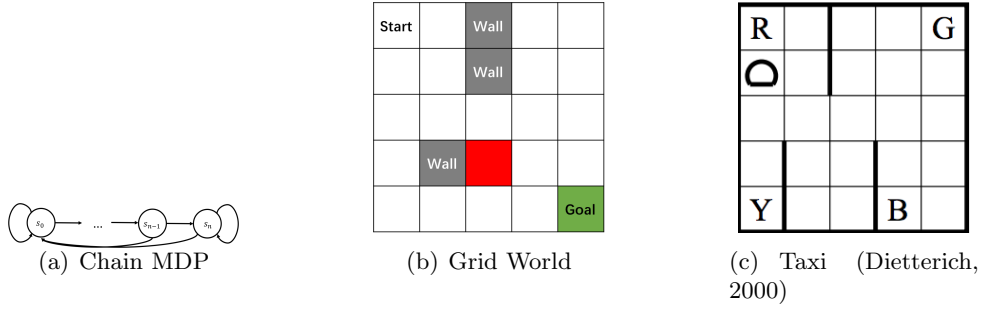 Start Wall
Wall
Wall
Goal
R G
Y B
s0 ... sn−1 sn
(a) Chain MDP
(b) Grid World
(c) Taxi (Dietterich,
2000)